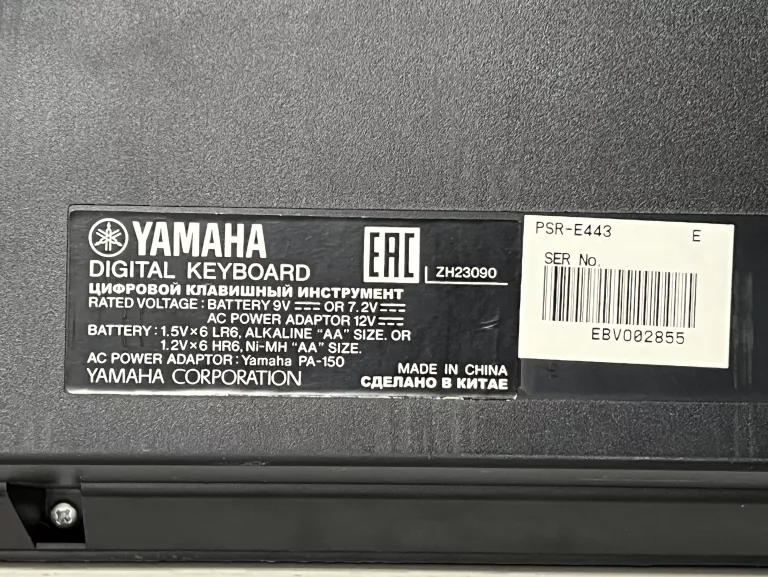 YAMAHA
DIGITAL KEYBOARD
ЦИФРОВОЙ КЛАВИШНЫЙ ИНСТРУМЕНТ
RATED VOLTAGE : BATTERY 9V ⎓ OR 7.2V ⎓
AC POWER ADAPTOR 12V ⎓
BATTERY : 1.5V×6 LR6, ALKALINE “AA” SIZE. OR
1.2V×6 HR6, Ni-MH “AA” SIZE.
AC POWER ADAPTOR: Yamaha PA-150
YAMAHA CORPORATION
EAC
ZH23090
MADE IN CHINA
СДЕЛАНО В КИТАЕ
PSR-E443 E
SER No.
EBVO02855